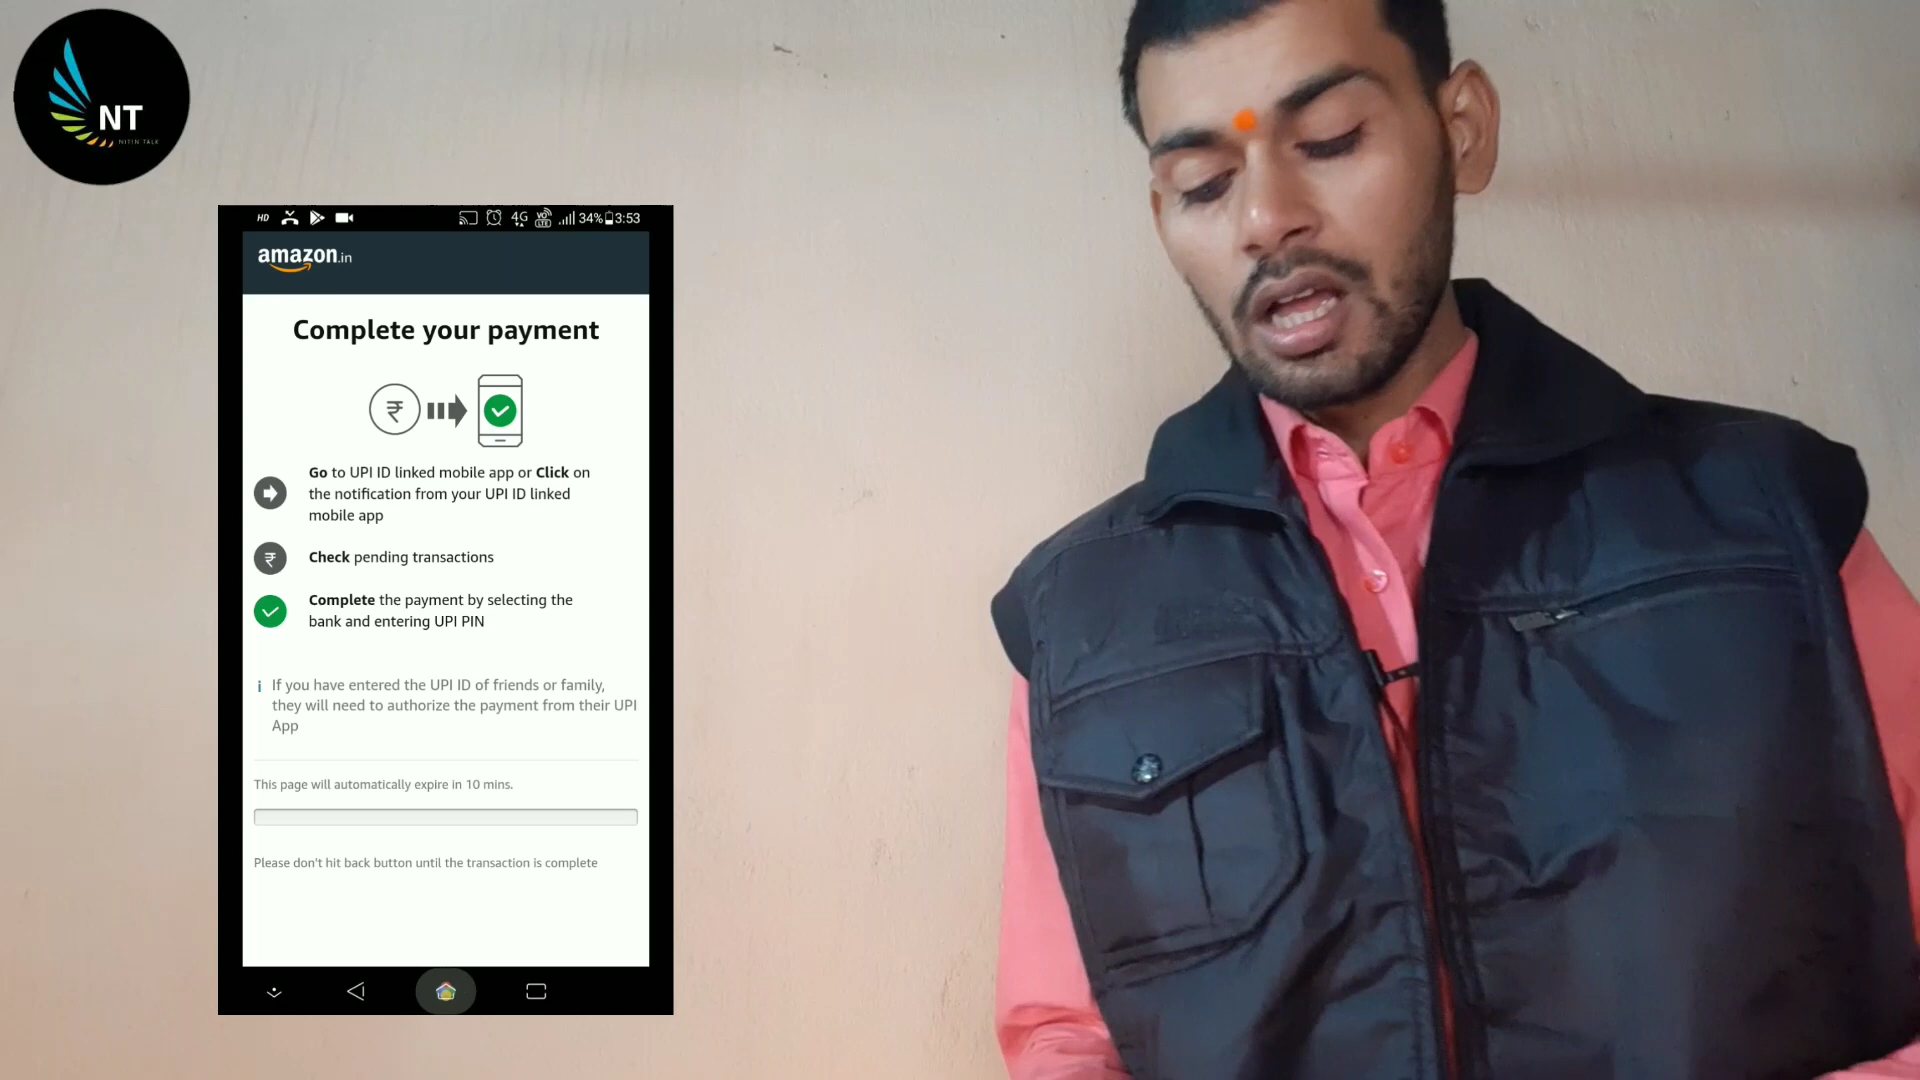 NT
NITIN TALK
HD
4G
VO
LTE
34%
3:53
amazon.in
Complete your payment
₹
Go to UPI ID linked mobile app or Click on
the notification from your UPI ID linked
mobile app
₹
Check pending transactions
Complete the payment by selecting the
bank and entering UPI PIN
i
If you have entered the UPI ID of friends or family,
they will need to authorize the payment from their UPI
App
This page will automatically expire in 10 mins.
Please don't hit back button until the transaction is complete